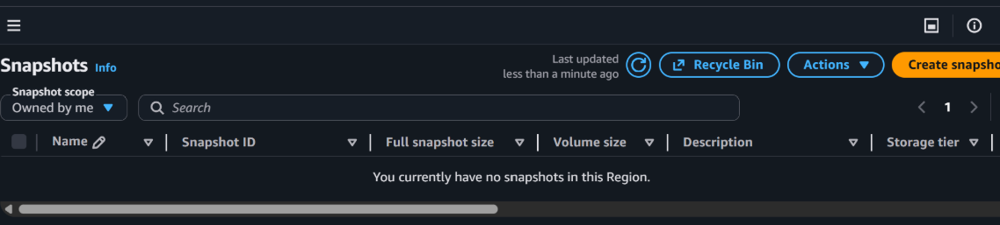 Snapshots Info
Last updated
less than a minute ago
Recycle Bin
Actions
Create snapsho
Snapshot scope
Owned by me
Search
1
Name
Snapshot ID
Full snapshot size
Volume size
Description
Storage tier
You currently have no snapshots in this Region.